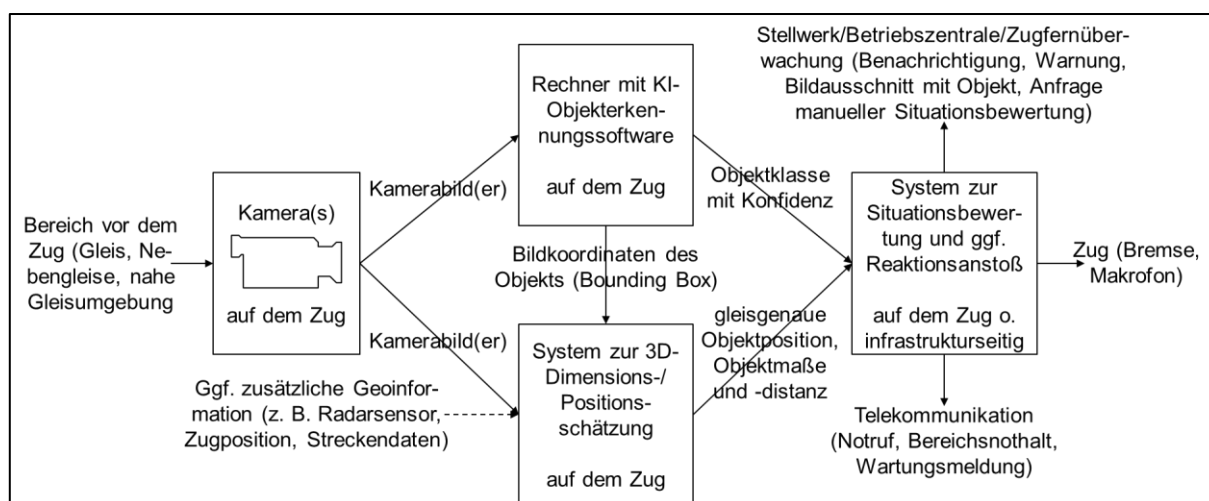 Bereich vor dem
Zug (Gleis, Ne-
bengleise, nahe
Gleisumgebung
Kamera(s)
auf dem Zug
Kamerabild(er)
Kamerabild(er)
Ggf. zusätzliche Geoinfor-
mation (z. B. Radarsensor,
Zugposition, Streckendaten)
Rechner mit KI-
Objekterken-
nungssoftware
auf dem Zug
Bildkoordinaten des
Objekts (Bounding Box)
System zur 3D-
Dimensions-/
Positions-
schätzung
auf dem Zug
Objektklasse
mit Konfidenz
gleisgenaue
Objektposition,
Objektmaße
und -distanz
Stellwerk/Betriebszentrale/Zugfernüber-
wachung (Benachrichtigung, Warnung,
Bildausschnitt mit Objekt, Anfrage
manueller Situationsbewertung)
System zur
Situationsbewer-
tung und ggf.
Reaktionsanstoß
auf dem Zug o.
infrastrukturseitig
Zug (Bremse,
Makrofon)
Telekommunikation
(Notruf, Bereichsnothalt,
Wartungsmeldung)